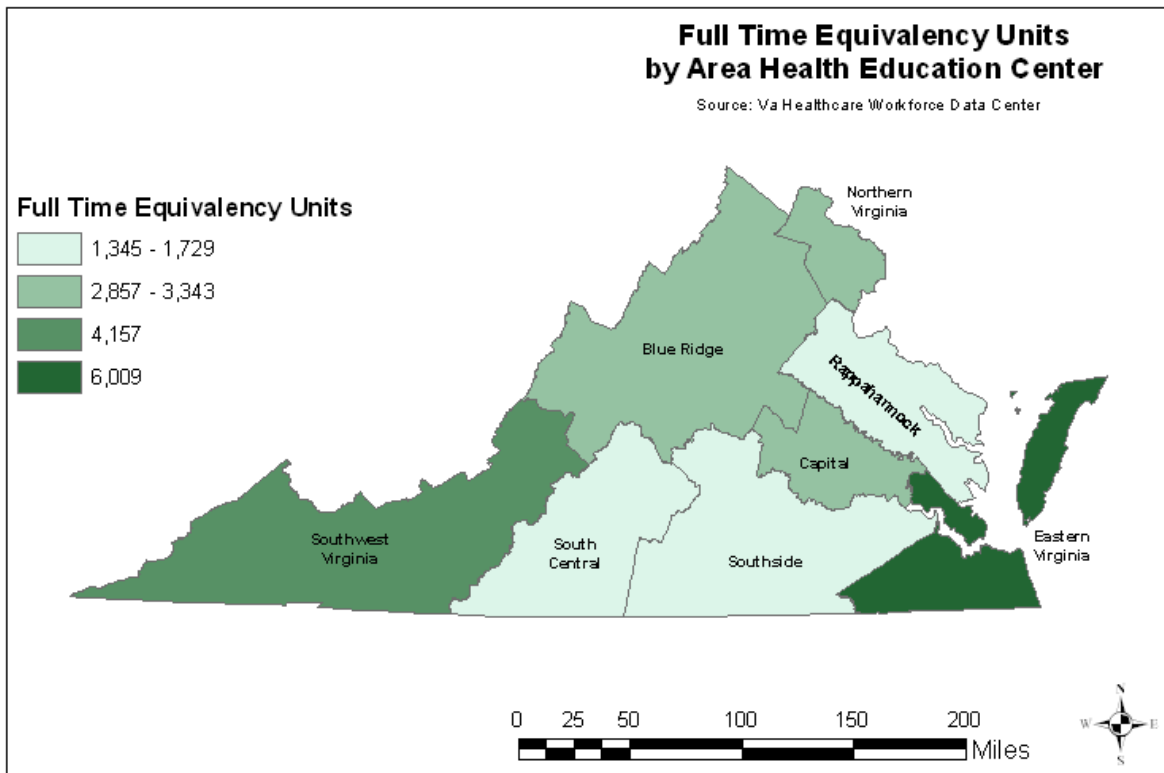 Full Time Equivalency Units
by Area Health Education Center
Source: Va Healthcare Workforce Data Center
Full Time Equivalency Units
1,345 - 1,729
2,857 - 3,343
4,157
6,009
Northern
Virginia
Blue Ridge
Rappahannock
Capital
Southwest
Virginia
South
Central
Southside
Eastern
Virginia
0 25 50 100 150 200
Miles
N
W E
S